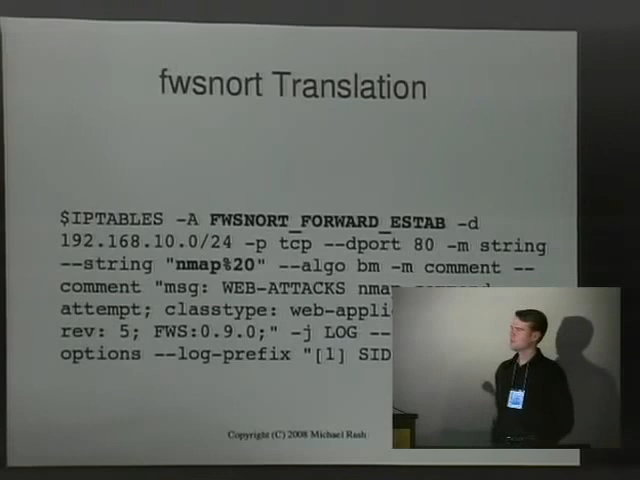 fwsnort Translation
$IPTABLES -A FWSNORT_FORWARD_ESTAB -d
192.168.10.0/24 -p tcp --dport 80 -m string
--string "nmap%20" --algo bm -m comment --
comment "msg: WEB-ATTACKS nmap command
attempt; classtype: web-appli
rev: 5; FWS:0.9.0;" -j LOG --
options --log-prefix "[1] SID
Copyright (C) 2008 Michael Rash